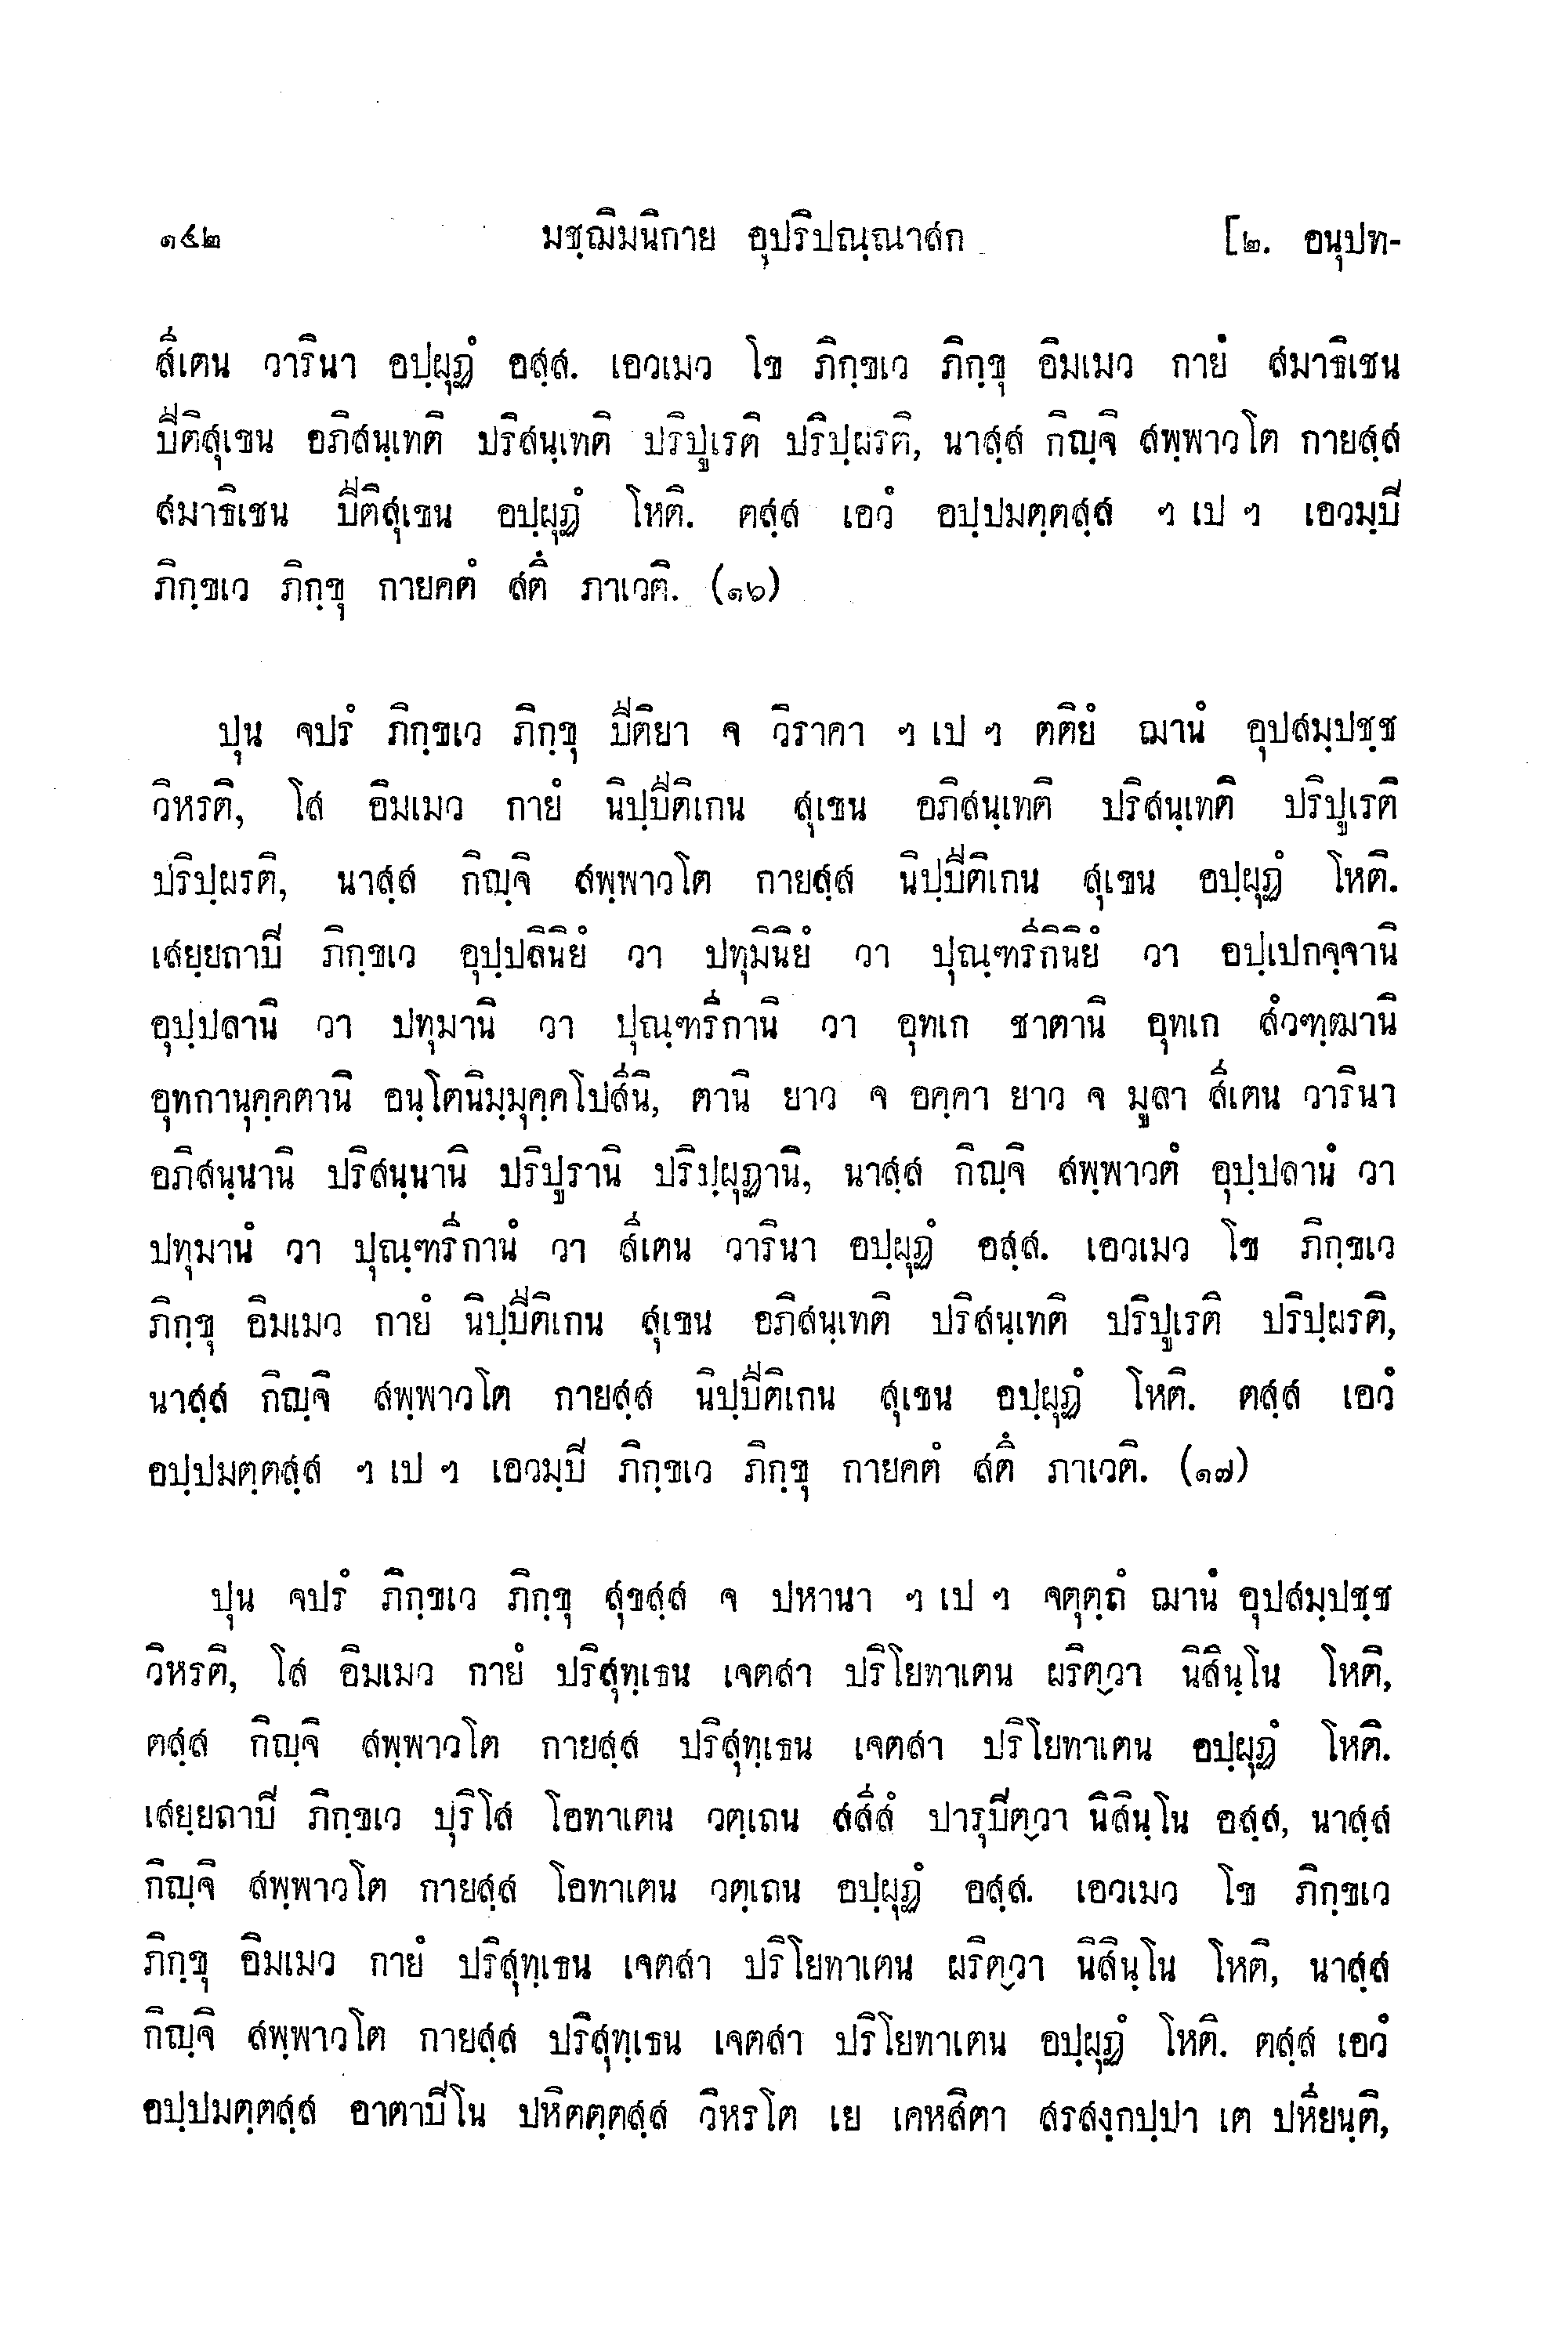 ๑๕๒ มชฺฌิมนิกาย อุปริปณฺณาสก [๒. อนุปท-
สีเตน วารินา อปฺผุฏํ อสฺส. เอวเมว โข ภิกฺขเว ภิกฺขุ อิมเมว กายํ สมาธิเชน
ปีติสุเขน อภิสนฺเทติ ปริสนฺเทติ ปริปูเรติ ปริปฺผรติ, นาสฺส กิญฺจิ สพฺพาวโต กายสฺส
สมาธิเชน ปีติสุเขน อปฺผุฏํ โหติ. ตสฺส เอวํ อปฺปมตฺตสฺส ฯ เป ฯ เอวมฺปี
ภิกฺขเว ภิกฺขุ กายคตํ สตึ ภาเวติ. (๑๖)
ปุน จปรํ ภิกฺขเว ภิกฺขุ ปีติยา จ วิราคา ฯ เป ฯ ตติยํ ฌานํ อุปสมฺปชฺช
วิหรติ, โส อิมเมว กายํ นิปฺปีติเกน สุเขน อภิสนฺเทติ ปริสนฺเทติ ปริปูเรติ
ปริปฺผรติ, นาสฺส กิญฺจิ สพฺพาวโต กายสฺส นิปฺปีติเกน สุเขน อปฺผุฏํ โหติ.
เสยฺยถาปี ภิกฺขเว อุปฺปลินิยํ วา ปทุมินิยํ วา ปุณฺฑรีกินิยํ วา อปฺเปกจฺจานิ
อุปฺปลานิ วา ปทุมานิ วา ปุณฺฑรีกานิ วา อุทเก ชาตานิ อุทเก สํวฑฺฒานิ
อุทกานุคฺคตานิ อนฺโตนิมฺมุคฺคโปสีนิ, ตานิ ยาว จ อคฺคา ยาว จ มูลา สีเตน วารินา
อภิสนฺนานิ ปริสนฺนานิ ปริปูรานิ ปริปฺผุฏานิ, นาสฺส กิญฺจิ สพฺพาวตํ อุปฺปลานํ วา
ปทุมานํ วา ปุณฺฑรีกานํ วา สีเตน วารินา อปฺผุฏํ อสฺส. เอวเมว โข ภิกฺขเว
ภิกฺขุ อิมเมว กายํ นิปฺปีติเกน สุเขน อภิสนฺเทติ ปริสนฺเทติ ปริปูเรติ ปริปฺผรติ,
นาสฺส กิญฺจิ สพฺพาวโต กายสฺส นิปฺปีติเกน สุเขน อปฺผุฏํ โหติ. ตสฺส เอวํ
อปฺปมตฺตสฺส ฯ เป ฯ เอวมฺปี ภิกฺขเว ภิกฺขุ กายคตํ สตึ ภาเวติ. (๑๗)
ปุน จปรํ ภิกฺขเว ภิกฺขุ สุขสฺส จ ปหานา ฯ เป ฯ จตุตฺถํ ฌานํ อุปสมฺปชฺช
วิหรติ, โส อิมเมว กายํ ปริสุทฺเธน เจตสา ปริโยทาเตน ผริตฺวา นิสินฺโน โหติ,
ตสฺส กิญฺจิ สพฺพาวโต กายสฺส ปริสุทฺเธน เจตสา ปริโยทาเตน อปฺผุฏํ โหติ.
เสยฺยถาปี ภิกฺขเว ปุริโส โอทาเตน วตฺเถน สสีสํ ปารุปีตฺวา นิสินฺโน อสฺส, นาสฺส
กิญฺจิ สพฺพาวโต กายสฺส โอทาเตน วตฺเถน อปฺผุฏํ อสฺส. เอวเมว โข ภิกฺขเว
ภิกฺขุ อิมเมว กายํ ปริสุทฺเธน เจตสา ปริโยทาเตน ผริตฺวา นิสินฺโน โหติ, นาสฺส
กิญฺจิ สพฺพาวโต กายสฺส ปริสุทฺเธน เจตสา ปริโยทาเตน อปฺผุฏํ โหติ. ตสฺส เอวํ
อปฺปมตฺตสฺส อาตาปีโน ปหิตตฺตสฺส วิหรโต เย เคหสิตา สรสงฺกปฺปา เต ปหียนฺติ,